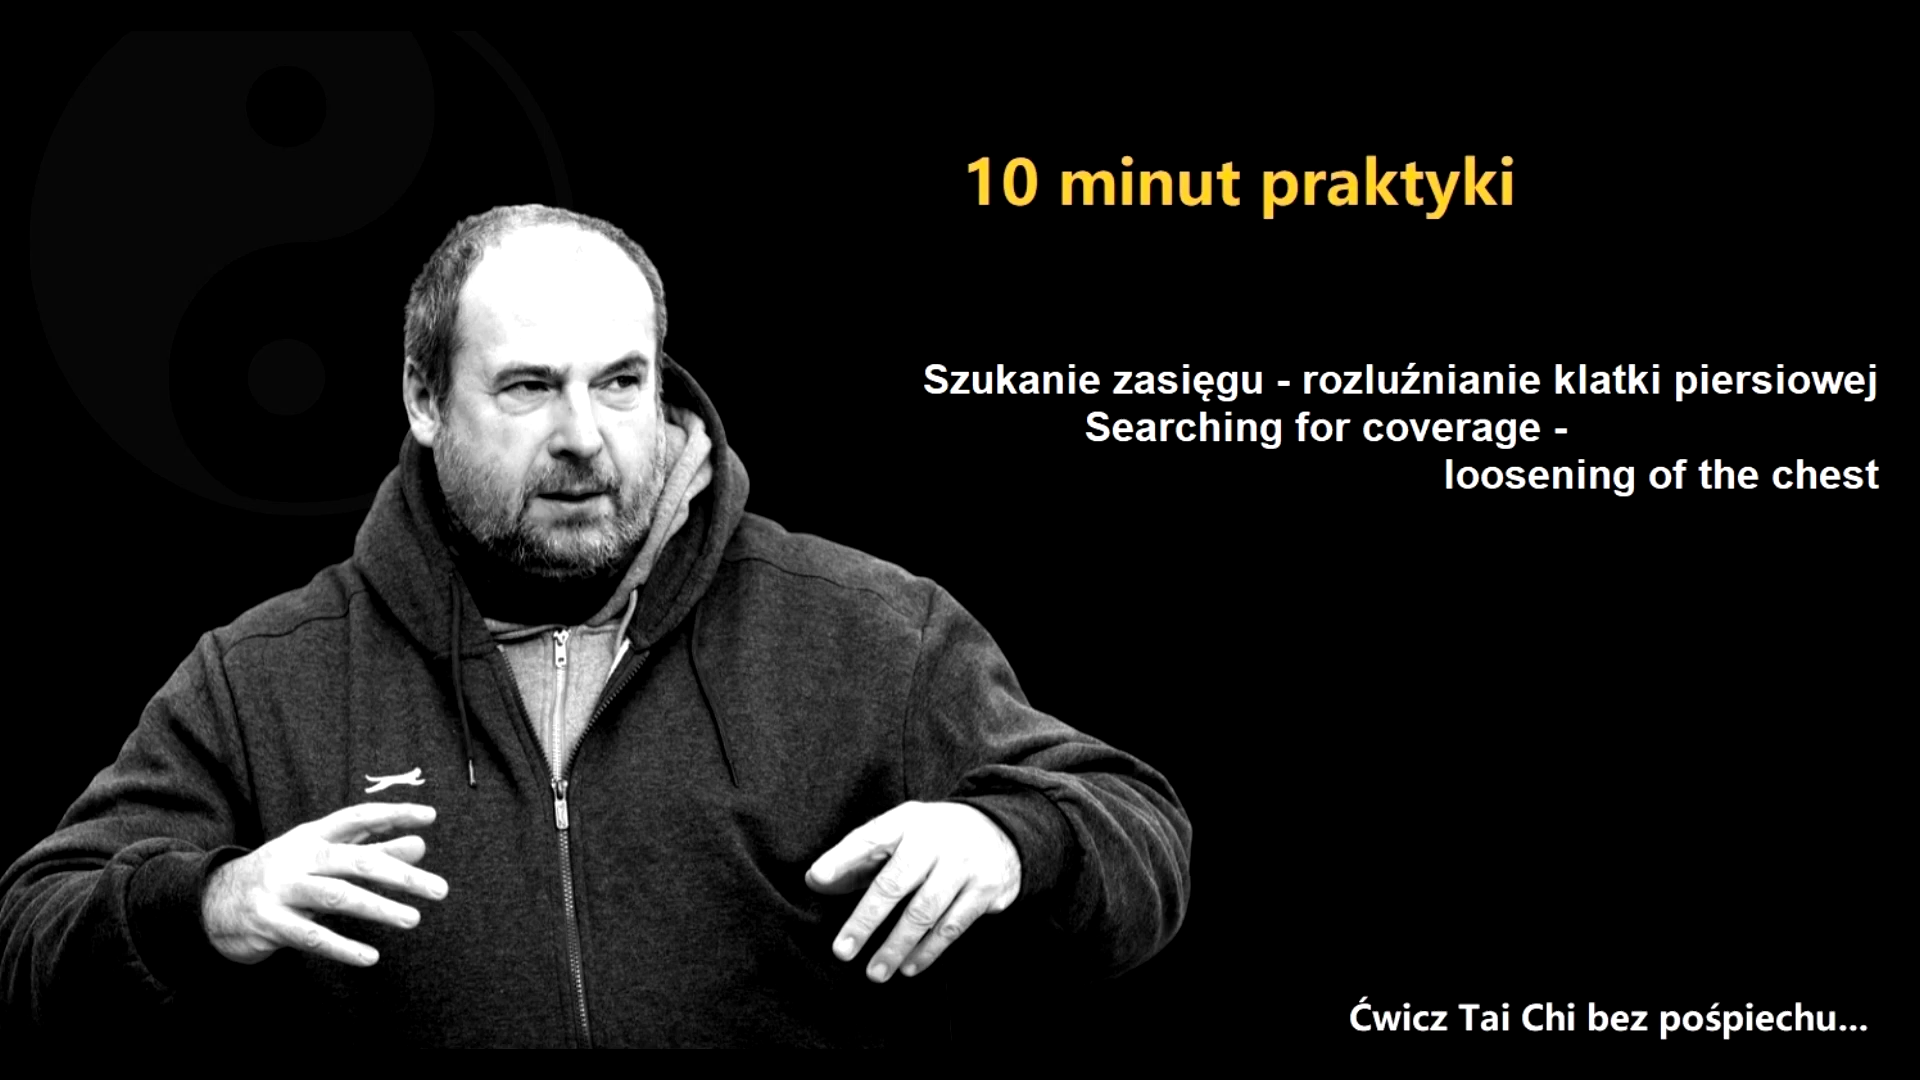 10 minut praktyki
Szukanie zasięgu - rozluźnianie klatki piersiowej
Searching for coverage -
loosening of the chest
Ćwicz Tai Chi bez pośpiechu...